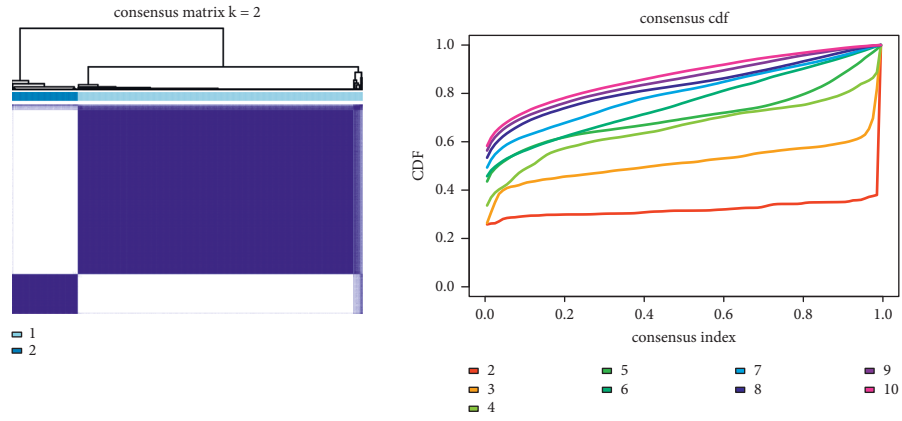 consensus matrix k = 2
1
2
consensus cdf
CDF
1.0
0.8
0.6
0.4
0.2
0.0
0.0 0.2 0.4 0.6 0.8 1.0
consensus index
2 5 7 9
3 6 8 10
4